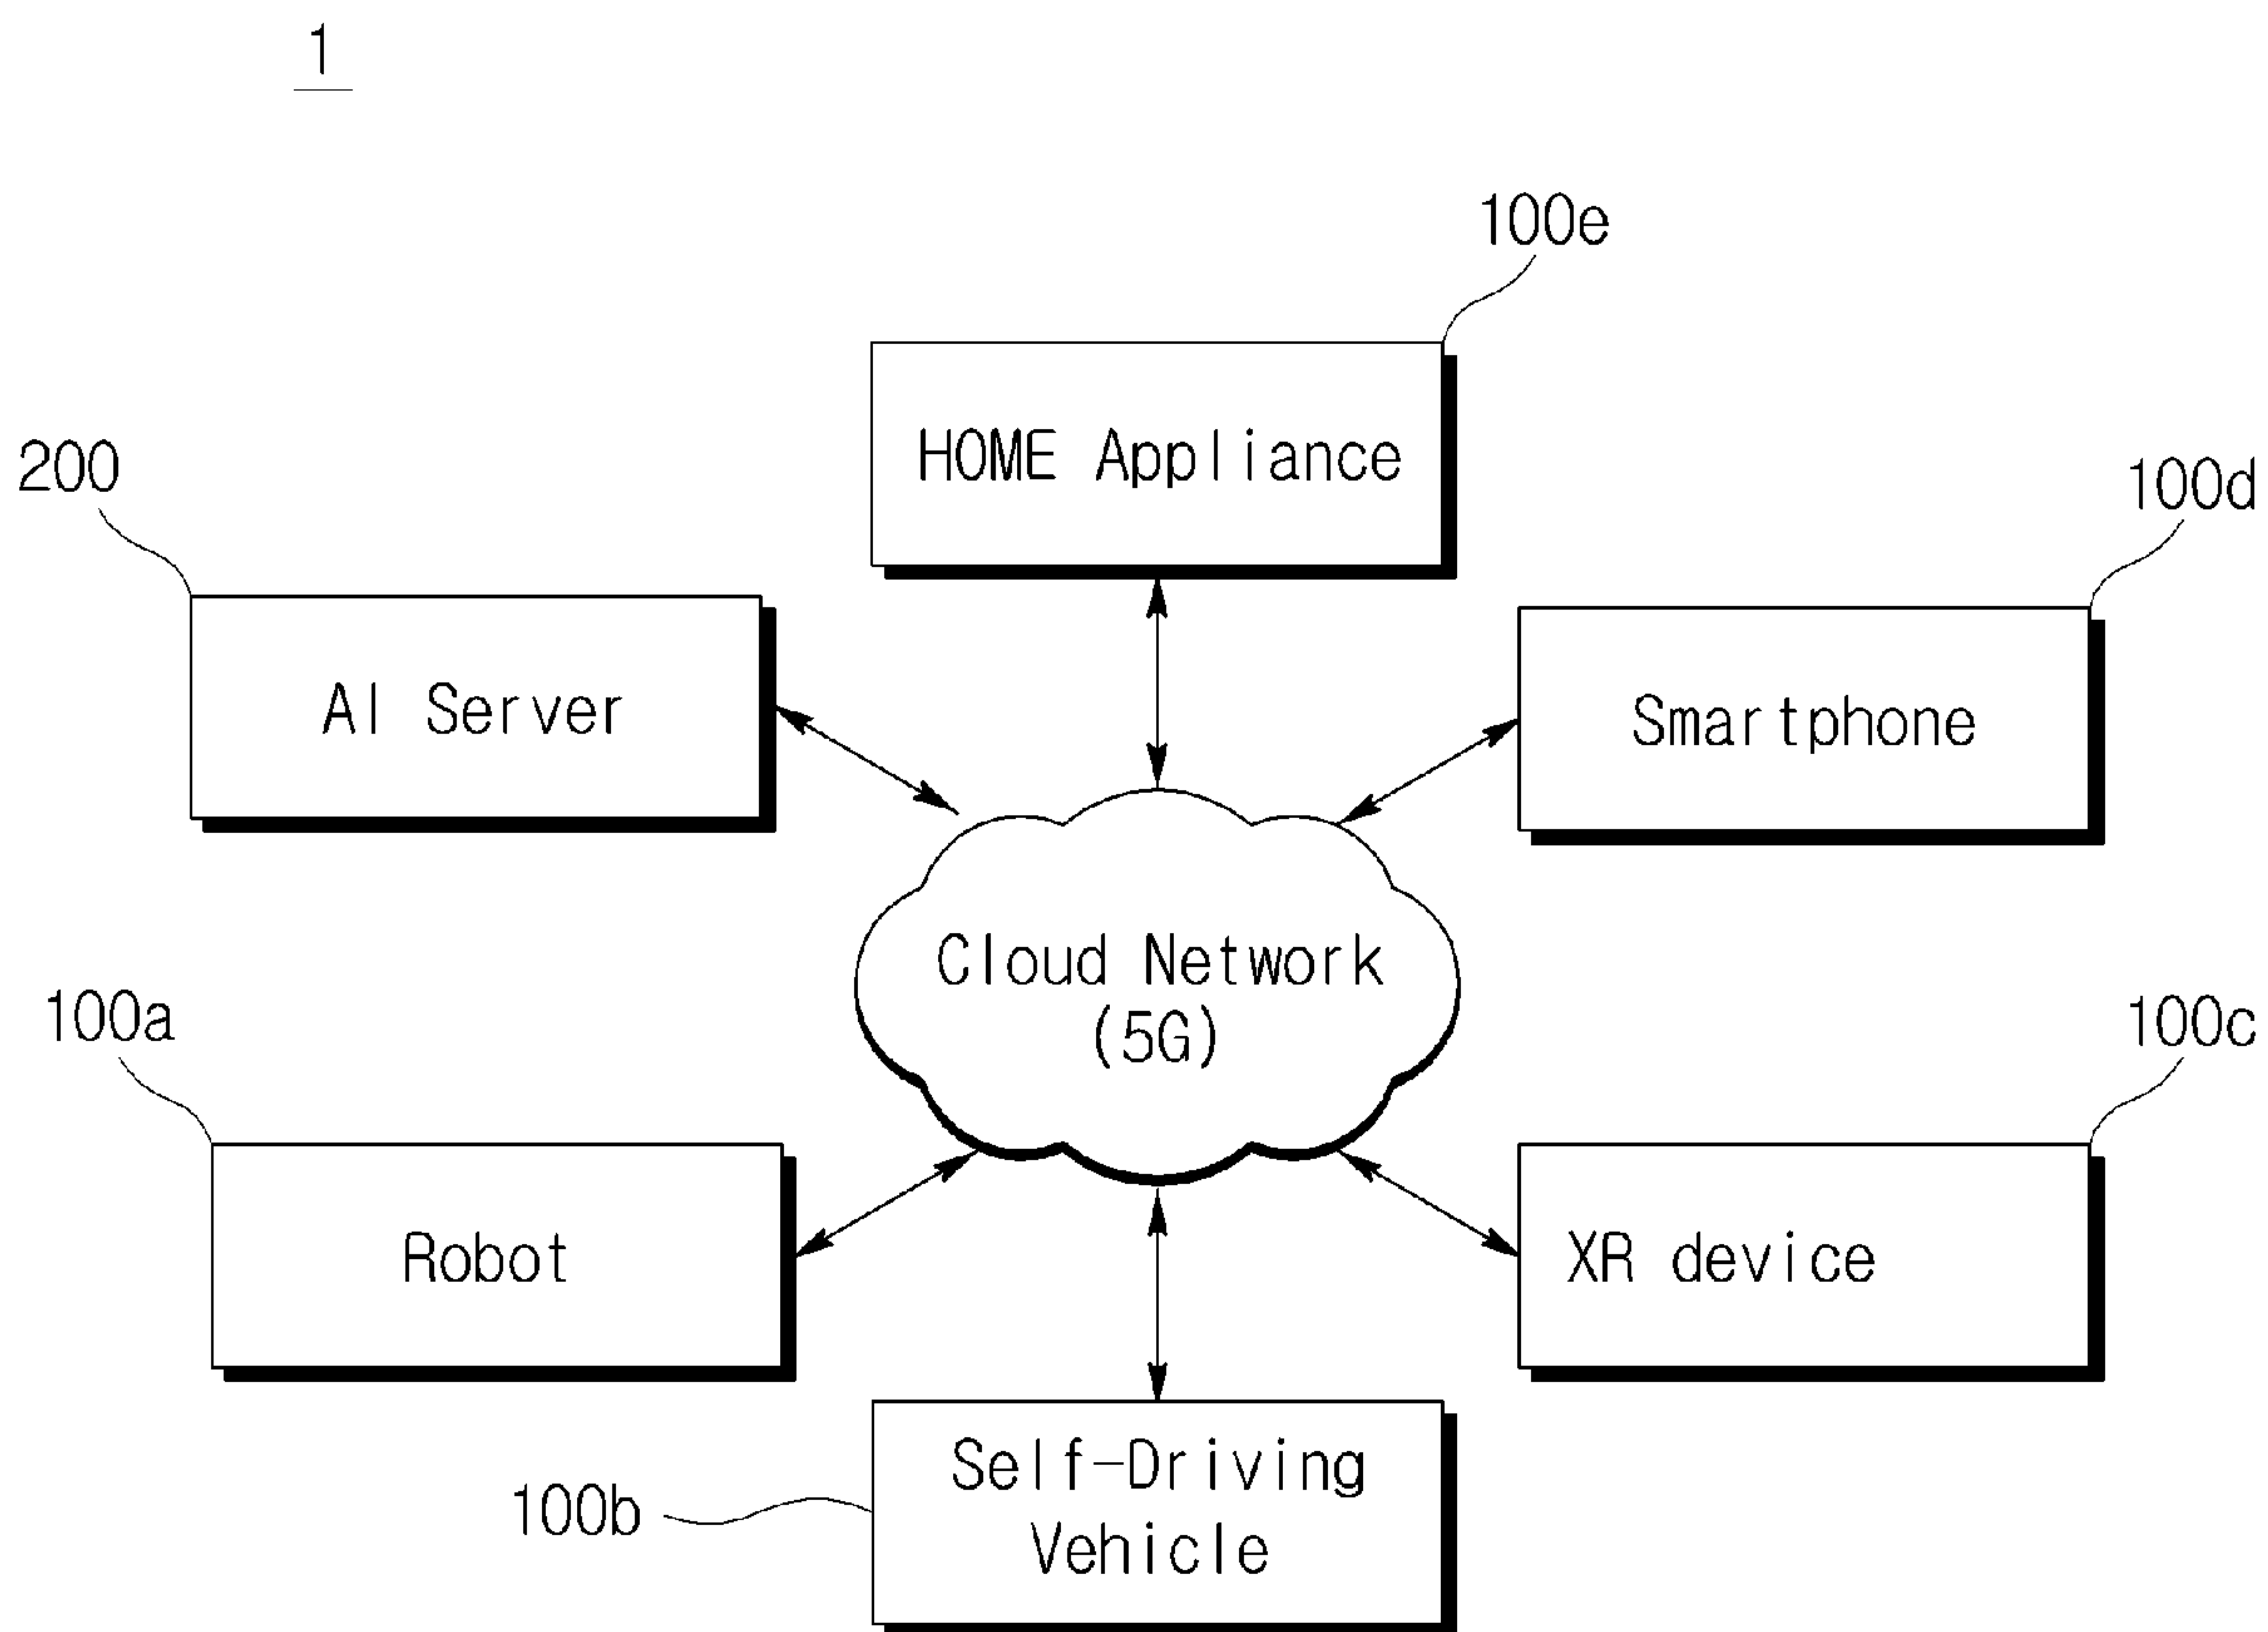 1
100e
HOME Appliance
200
100d
AI Server
Smartphone
Cloud Network
(5G)
100a
100c
Robot
XR device
Self-Driving
Vehicle
100b